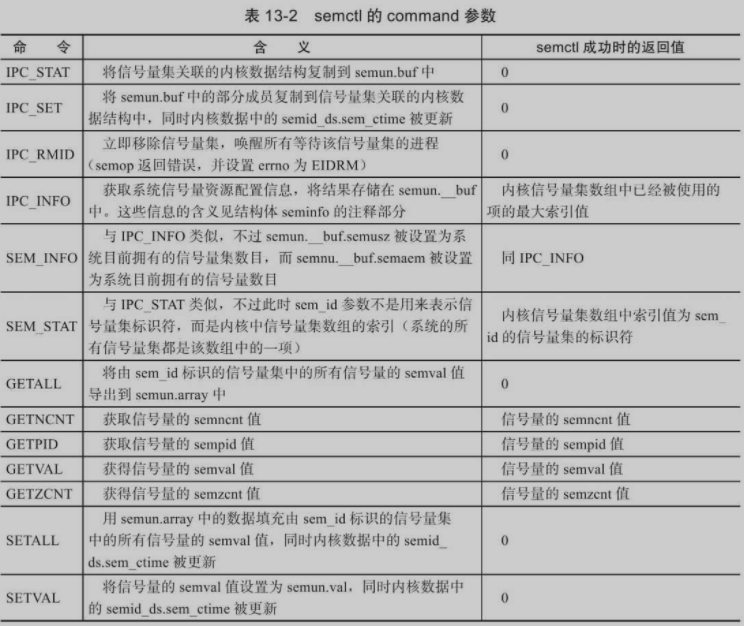 表 13-2 semctl 的 command 参数
命 令 含 义 semctl 成功时的返回值
IPC_STAT 将信号量集关联的内核数据结构复制到 semun.buf 中 0
将 semun.buf 中的部分成员复制到信号量集关联的内核数
IPC_SET 据结构中，同时内核数据中的 semid_ds.sem_ctime 被更新 0
立即移除信号量集，唤醒所有等待该信号量集的进程
IPC_RMID （semop 返回错误，并设置 errno 为 EIDRM） 0
获取系统信号量资源配置信息，将结果存储在 semun.__buf 内核信号量集数组中已经被使用的
IPC_INFO 中。这些信息的含义见结构体 seminfo 的注释部分 项的最大索引值
与 IPC_INFO 类似，不过 semun.__buf.semusz 被设置为系
SEM_INFO 统目前拥有的信号量集数目，而 semnu.__buf.semaem 被设置 同 IPC_INFO
为系统目前拥有的信号量数目
与 IPC_STAT 类似，不过此时 sem_id 参数不是用来表示信 内核信号量集数组中索引值为 sem_
SEM_STAT 号量集标识符，而是内核中信号量集数组的索引（系统的所 id 的信号量集的标识符
有信号量集都是该数组中的一项）
将由 sem_id 标识的信号量集中的所有信号量的 semval 值
GETALL 导出到 semun.array 中 0
GETNCNT 获取信号量的 semncnt 值 信号量的 semncnt 值
GETPID 获取信号量的 sempid 值 信号量的 sempid 值
GETVAL 获得信号量的 semval 值 信号量的 semval 值
GETZCNT 获得信号量的 semzcnt 值 信号量的 semzcnt 值
用 semun.array 中的数据填充由 sem_id 标识的信号量集
SETALL 中的所有信号量的 semval 值，同时内核数据中的 semid_ 0
ds.sem_ctime 被更新
将信号量的 semval 值设置为 semun.val，同时内核数据中
SETVAL 的 semid_ds.sem_ctime 被更新 0